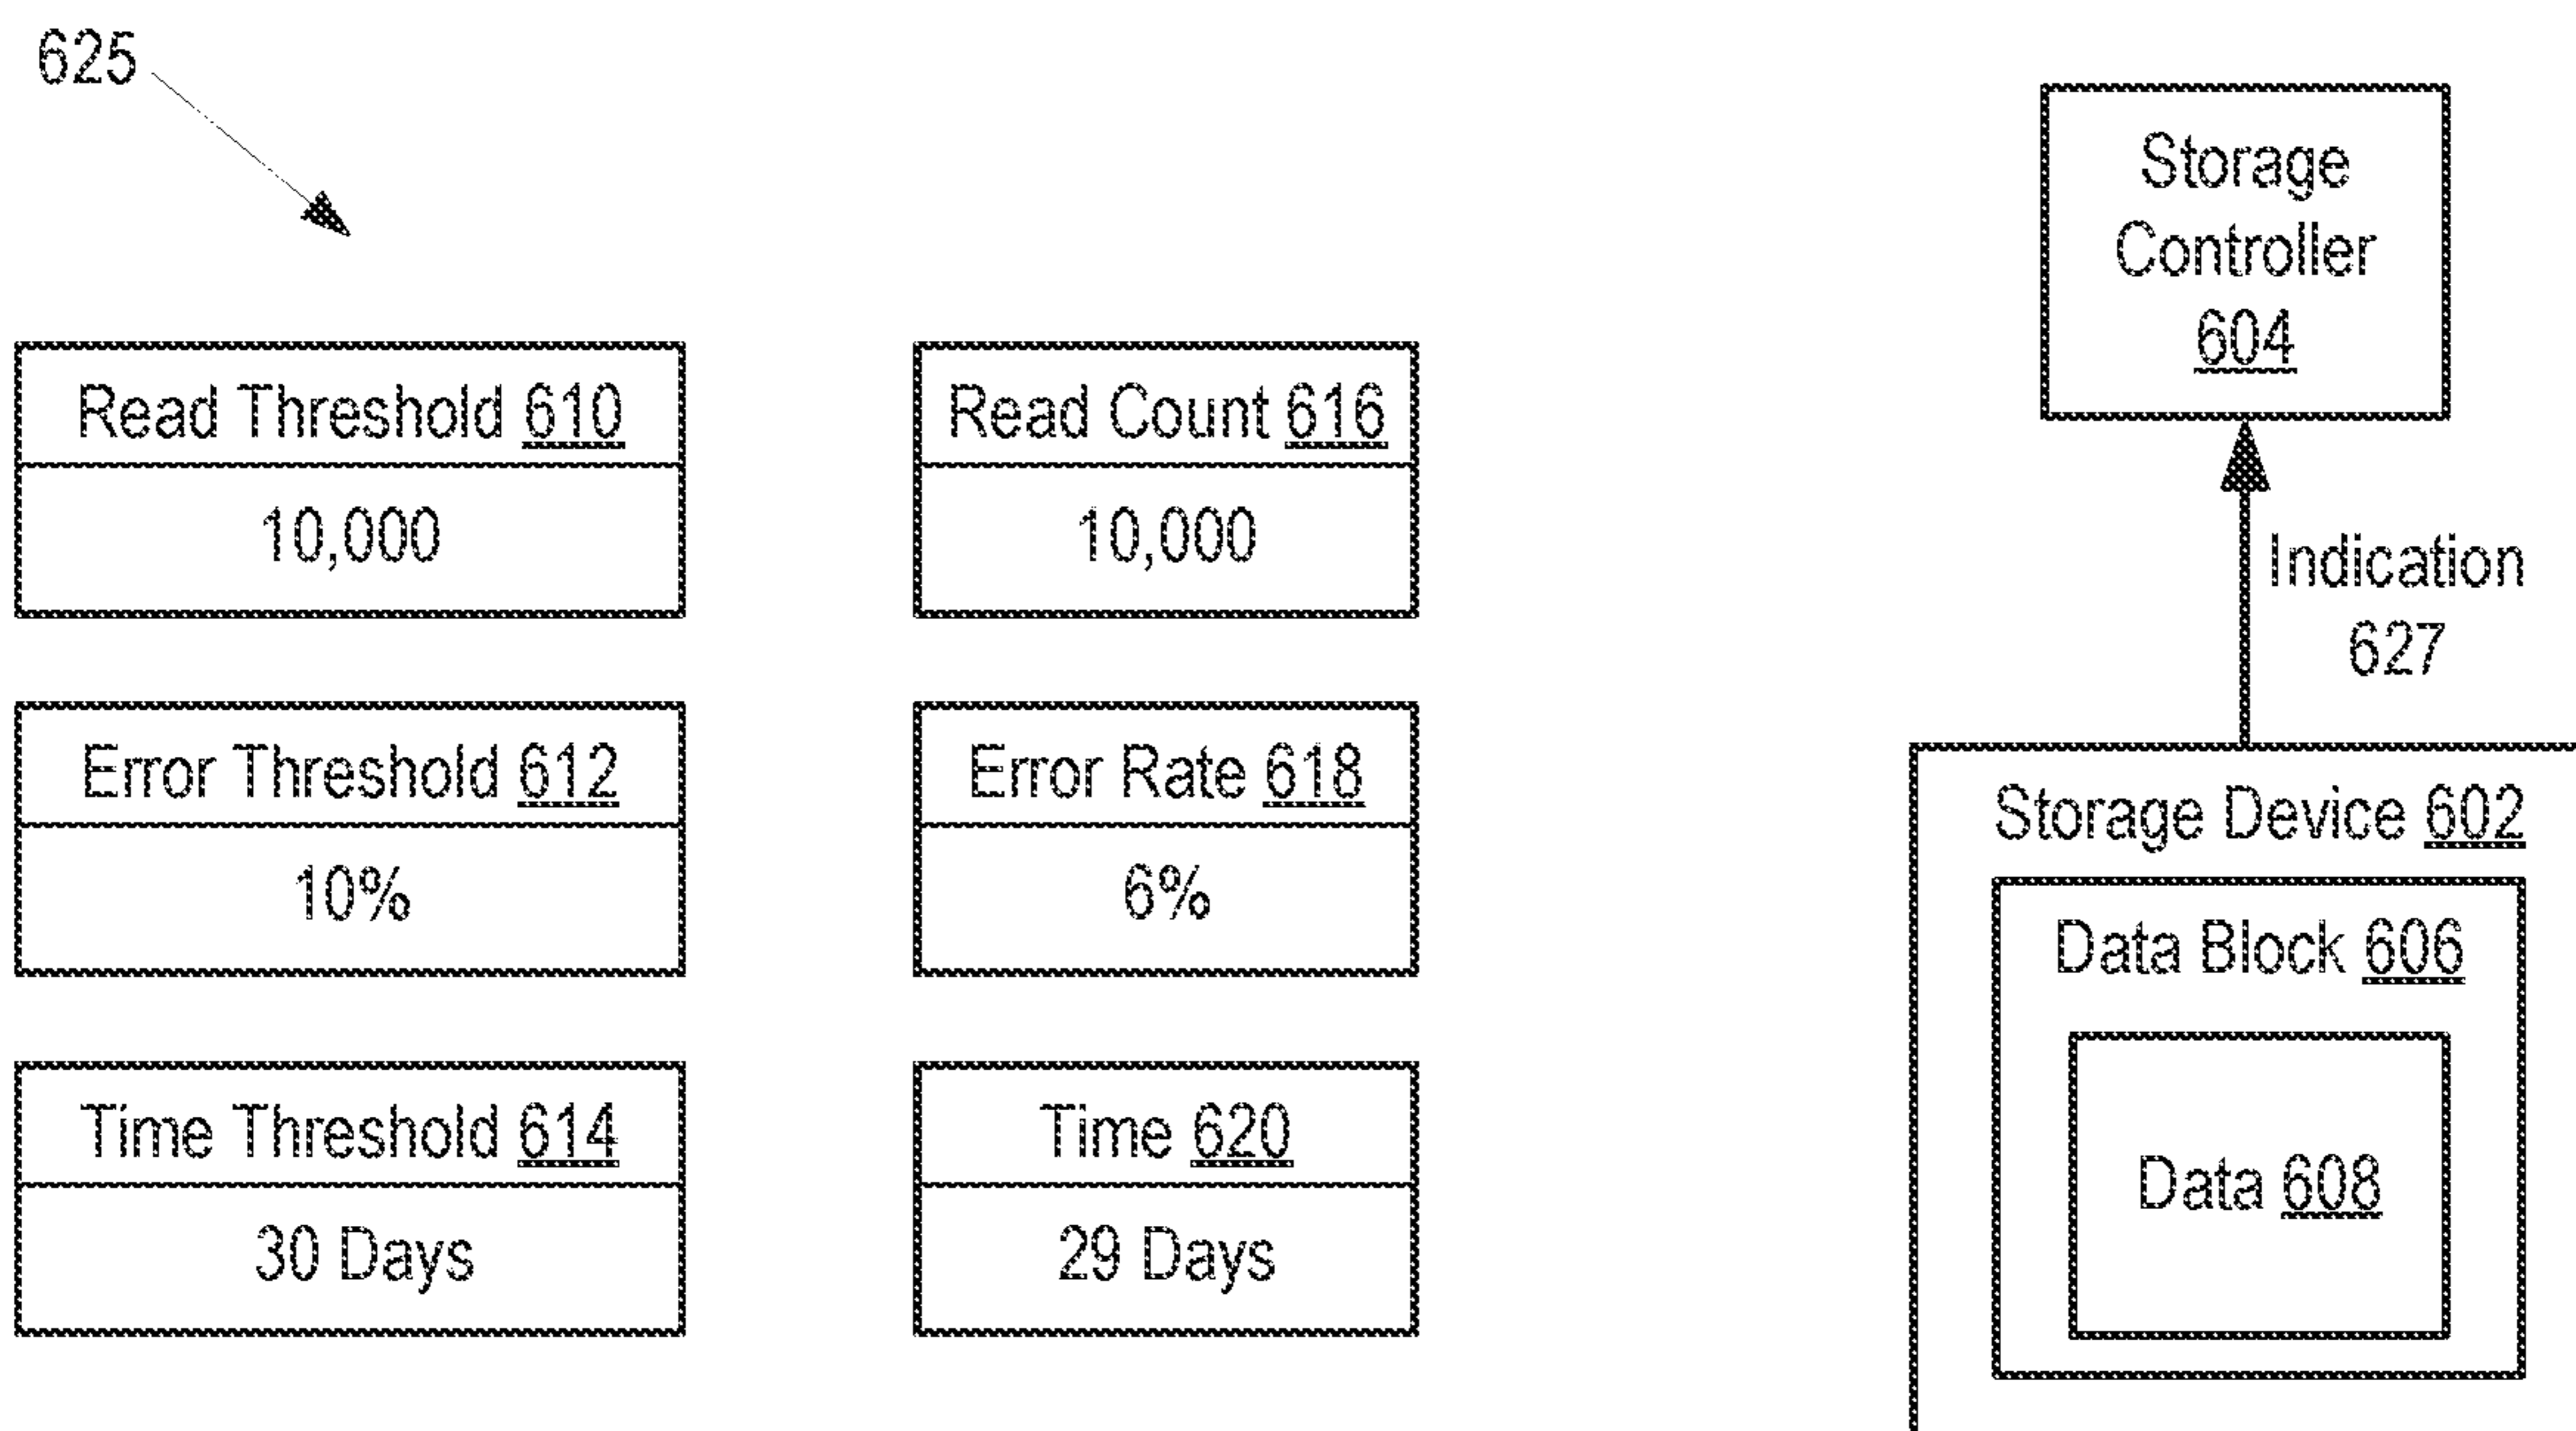 625
Read Threshold 610
10,000
Read Count 616
10,000
Error Threshold 612
10%
Error Rate 618
6%
Time Threshold 614
30 Days
Time 620
29 Days
Storage
Controller
604
Indication
627
Storage Device 602
Data Block 606
Data 608